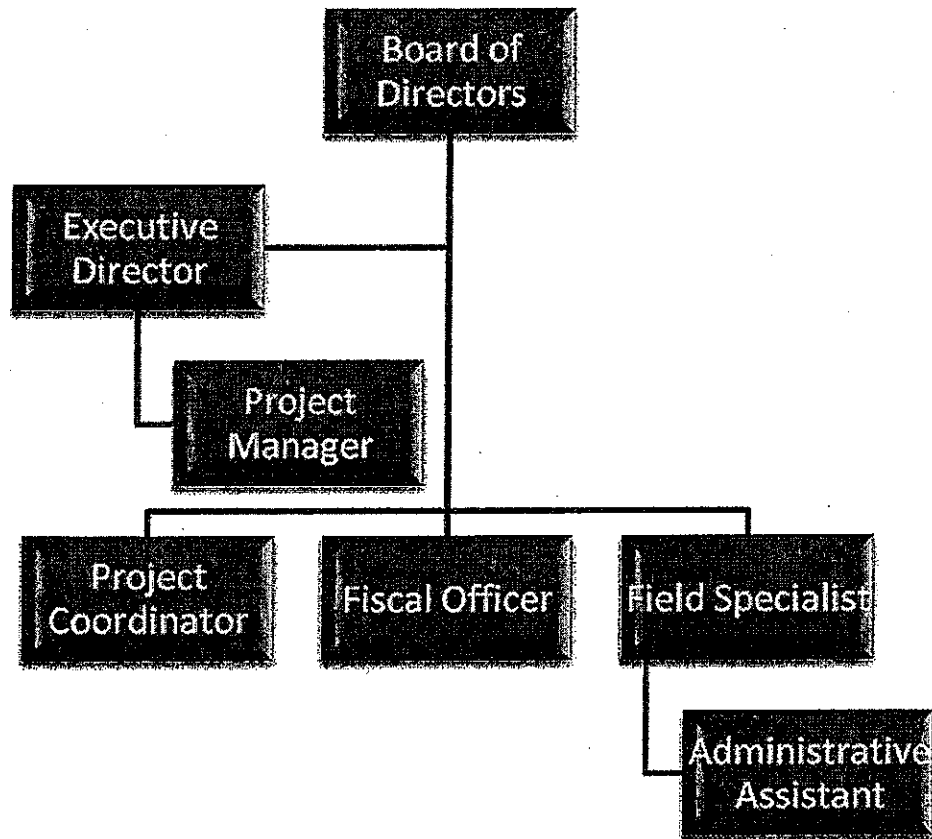 Board of
Directors
Executive
Director
Project
Manager
Project
Coordinator
Fiscal Officer
Field Specialist
Administrative
Assistant